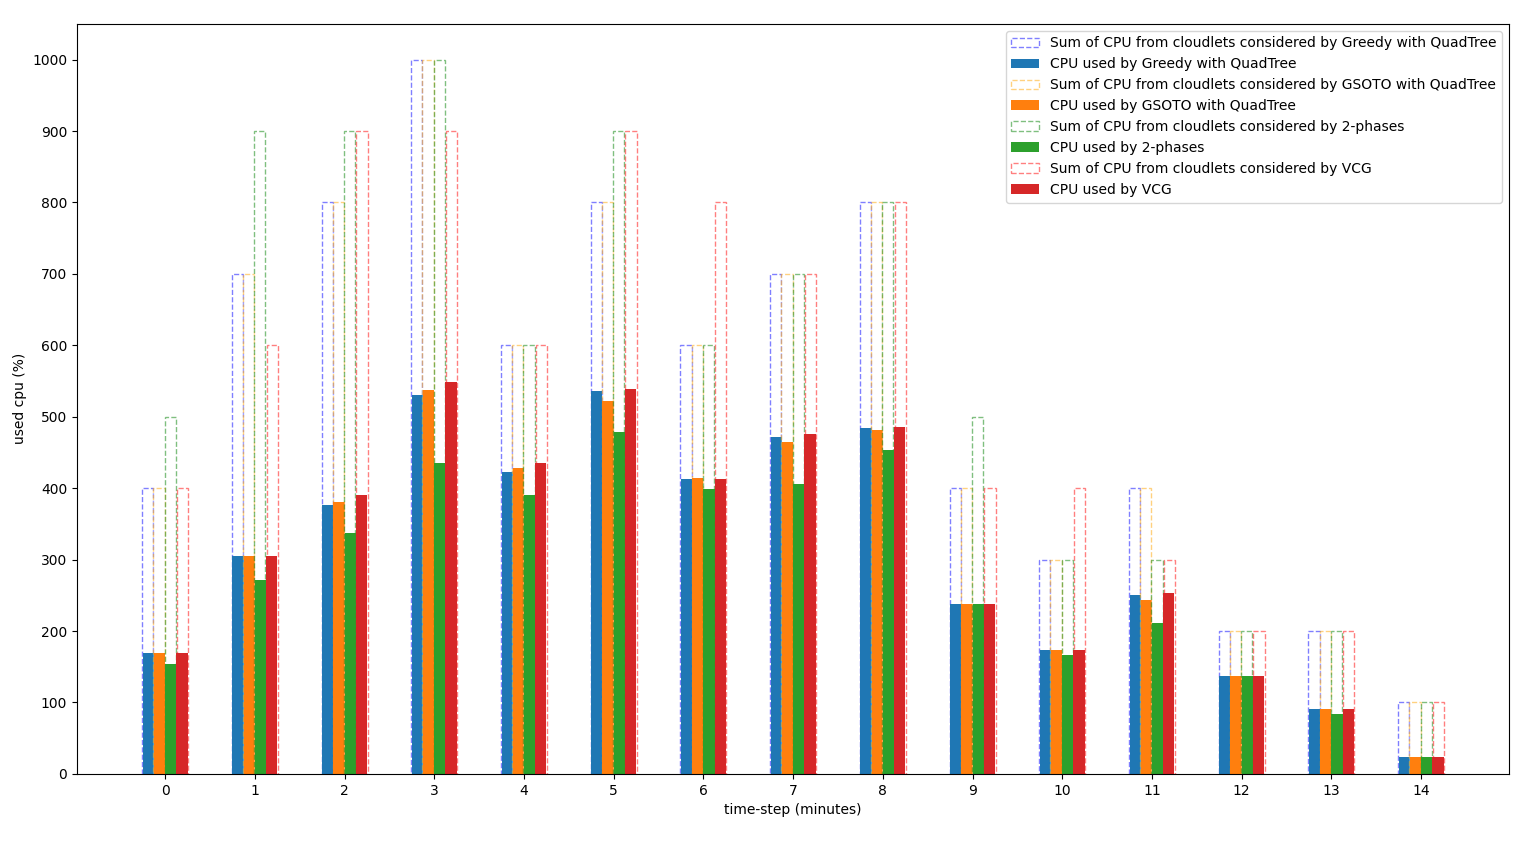 Sum of CPU from cloudlets considered by Greedy with QuadTree
CPU used by Greedy with QuadTree
Sum of CPU from cloudlets considered by GSOTO with QuadTree
CPU used by GSOTO with QuadTree
Sum of CPU from cloudlets considered by 2-phases
CPU used by 2-phases
Sum of CPU from cloudlets considered by VCG
CPU used by VCG
1000
900
800
700
600
500
400
300
200
100
0
used cpu (%)
0 1 2 3 4 5 6 7 8 9 10 11 12 13 14
time-step (minutes)